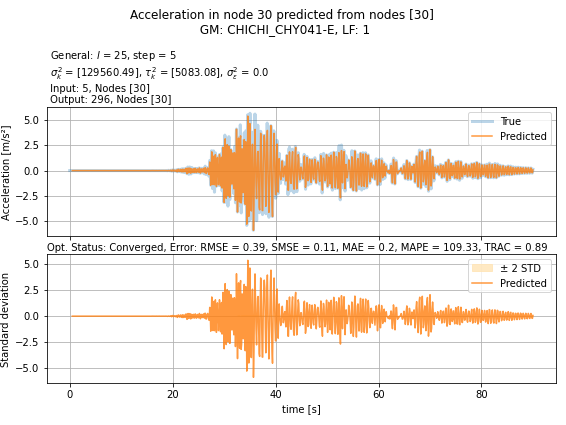 Acceleration in node 30 predicted from nodes [30]
GM: CHICHI_CHY041-E, LF: 1
General: l = 25, step = 5
σ²ₖ = [129560.49], τ²ₖ = [5083.08], σ²ₑ = 0.0
Input: 5, Nodes [30]
Output: 296, Nodes [30]
Acceleration [m/s²]
5.0
2.5
0.0
−2.5
−5.0
True
Predicted
Opt. Status: Converged, Error: RMSE = 0.39, SMSE = 0.11, MAE = 0.2, MAPE = 109.33, TRAC = 0.89
Standard deviation
5.0
2.5
0.0
−2.5
−5.0
± 2 STD
Predicted
0 20 40 60 80
time [s]